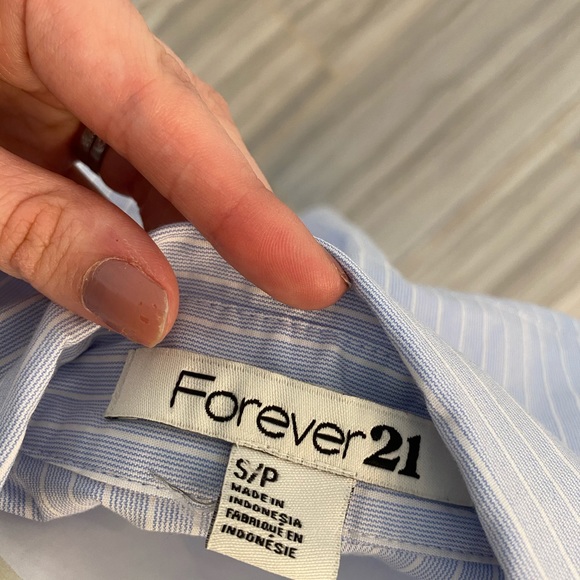 Forever21
S/P
MADE IN
INDONESIA
FABRIQUE EN
INDONÉSIE